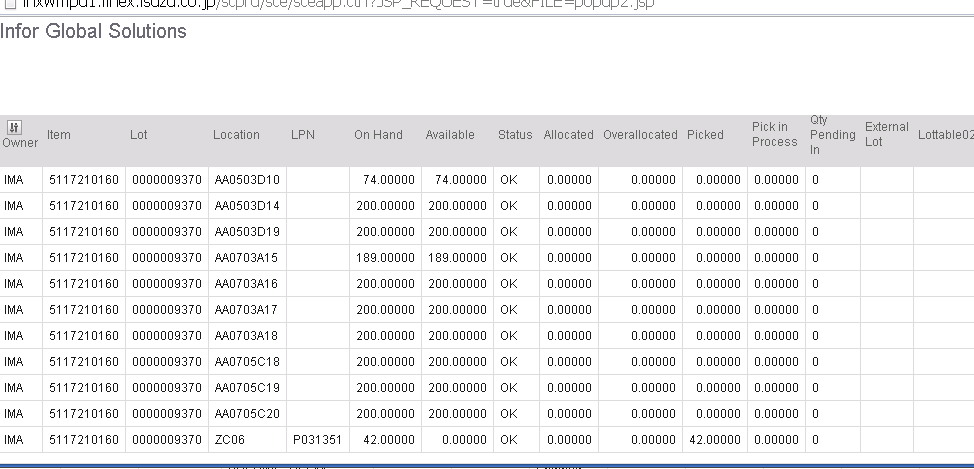 Infor Global Solutions
Owner Item Lot Location LPN On Hand Available Status Allocated Overallocated Picked Pick in Process Qty Pending In External Lot Lottable02
IMA 5117210160 0000009370 AA0503D10 74.00000 74.00000 OK 0.00000 0.00000 0.00000 0.00000 0
IMA 5117210160 0000009370 AA0503D14 200.00000 200.00000 OK 0.00000 0.00000 0.00000 0.00000 0
IMA 5117210160 0000009370 AA0503D19 200.00000 200.00000 OK 0.00000 0.00000 0.00000 0.00000 0
IMA 5117210160 0000009370 AA0703A15 189.00000 189.00000 OK 0.00000 0.00000 0.00000 0.00000 0
IMA 5117210160 0000009370 AA0703A16 200.00000 200.00000 OK 0.00000 0.00000 0.00000 0.00000 0
IMA 5117210160 0000009370 AA0703A17 200.00000 200.00000 OK 0.00000 0.00000 0.00000 0.00000 0
IMA 5117210160 0000009370 AA0703A18 200.00000 200.00000 OK 0.00000 0.00000 0.00000 0.00000 0
IMA 5117210160 0000009370 AA0705C18 200.00000 200.00000 OK 0.00000 0.00000 0.00000 0.00000 0
IMA 5117210160 0000009370 AA0705C19 200.00000 200.00000 OK 0.00000 0.00000 0.00000 0.00000 0
IMA 5117210160 0000009370 AA0705C20 200.00000 200.00000 OK 0.00000 0.00000 0.00000 0.00000 0
IMA 5117210160 0000009370 ZC06 P031351 42.00000 0.00000 OK 0.00000 0.00000 42.00000 0.00000 0